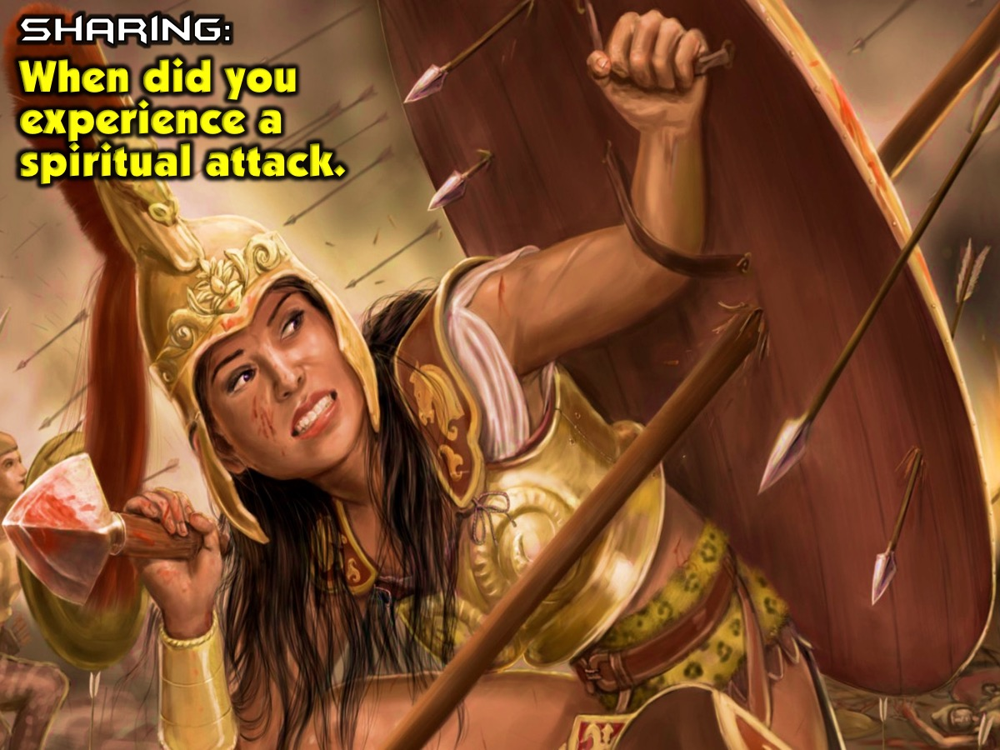 SHARING:
When did you
experience a
spiritual attack.